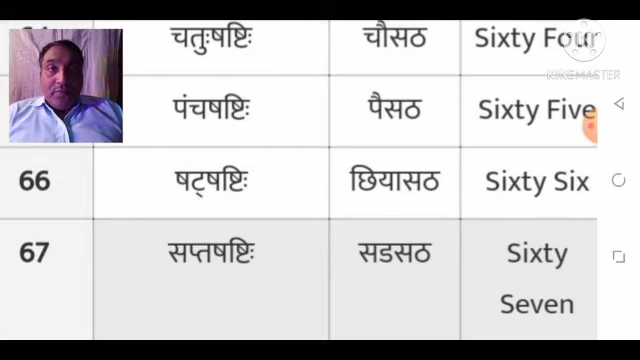 चतुःषष्टिः चौसठ Sixty Four
KINEMASTER
पंचषष्टिः पैसठ Sixty Five
66 षट्षष्टिः छियासठ Sixty Six
67 सप्तषष्टिः सडसठ Sixty
Seven